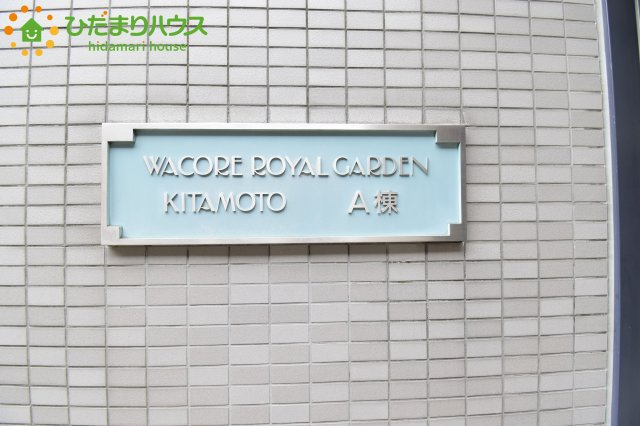 ひだまりハウス
hidamari house
WACORE ROYAL GARDEN
KITAMOTO A棟